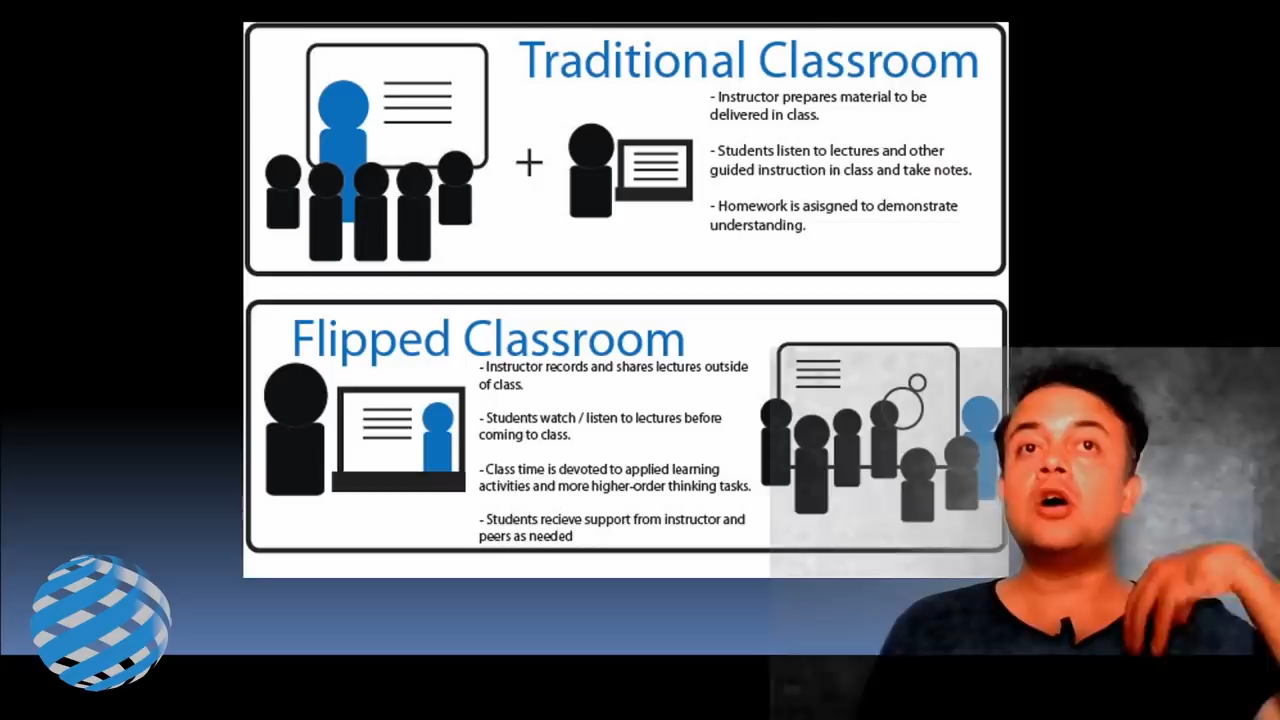 Traditional Classroom
- Instructor prepares material to be
delivered in class.
- Students listen to lectures and other
guided instruction in class and take notes.
- Homework is asisgned to demonstrate
understanding.
Flipped Classroom
- Instructor records and shares lectures outside
of class.
- Students watch / listen to lectures before
coming to class.
- Class time is devoted to applied learning
activities and more higher-order thinking tasks.
- Students recieve support from instructor and
peers as needed